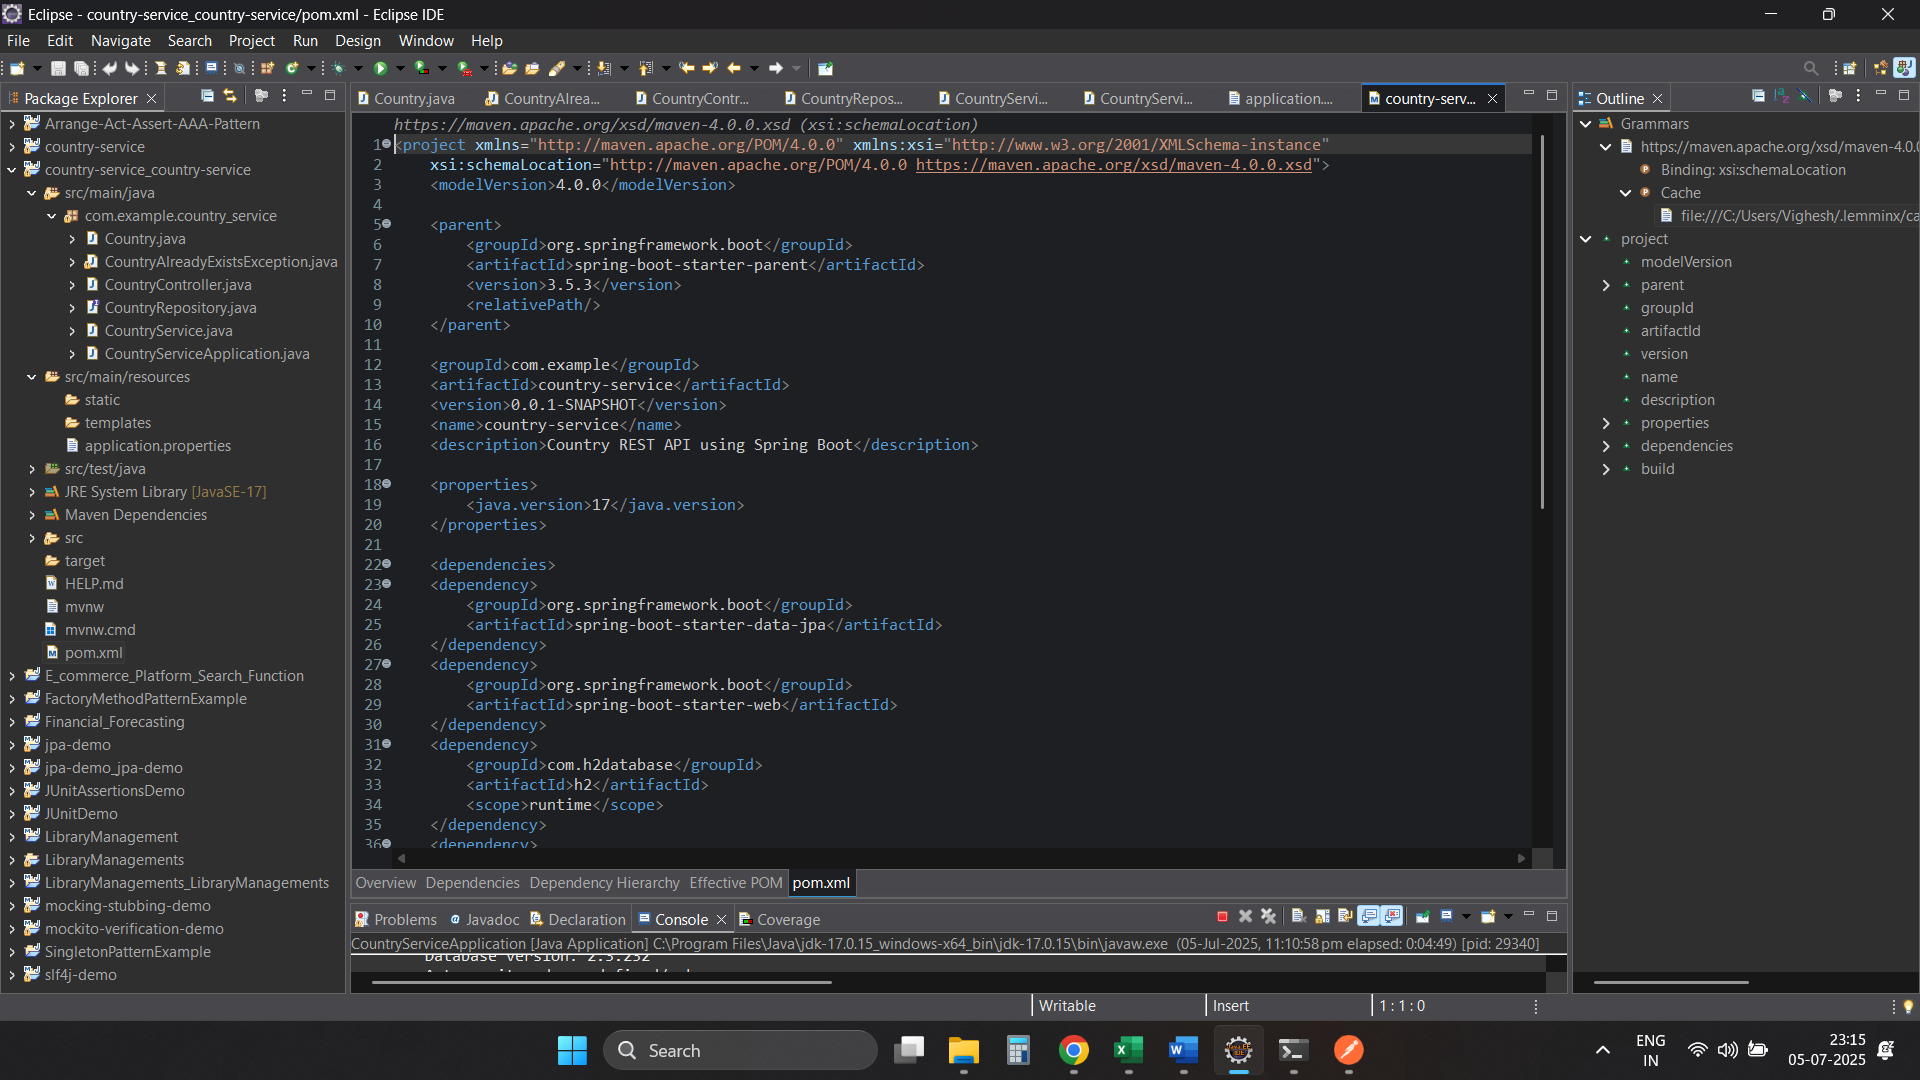 Eclipse - country-service_country-service/pom.xml - Eclipse IDE
File Edit Navigate Search Project Run Design Window Help
Package Explorer
Arrange-Act-Assert-AAA-Pattern
country-service
country-service_country-service
src/main/java
com.example.country_service
Country.java
CountryAlreadyExistsException.java
CountryController.java
CountryRepository.java
CountryService.java
CountryServiceApplication.java
src/main/resources
static
templates
application.properties
src/test/java
JRE System Library [JavaSE-17]
Maven Dependencies
src
target
HELP.md
mvnw
mvnw.cmd
pom.xml
E_commerce_Platform_Search_Function
FactoryMethodPatternExample
Financial_Forecasting
jpa-demo
jpa-demo_jpa-demo
JUnitAssertionsDemo
JUnitDemo
LibraryManagement
LibraryManagements
LibraryManagements_LibraryManagements
mocking-stubbing-demo
mockito-verification-demo
SingletonPatternExample
slf4j-demo
Country.java CountryAlrea... CountryContr... CountryRepos... CountryServi... CountryServi... application.... country-serv...
https://maven.apache.org/xsd/maven-4.0.0.xsd (xsi:schemaLocation)
1 <project xmlns="http://maven.apache.org/POM/4.0.0" xmlns:xsi="http://www.w3.org/2001/XMLSchema-instance"
2 xsi:schemaLocation="http://maven.apache.org/POM/4.0.0 https://maven.apache.org/xsd/maven-4.0.0.xsd">
3 <modelVersion>4.0.0</modelVersion>
4
5 <parent>
6 <groupId>org.springframework.boot</groupId>
7 <artifactId>spring-boot-starter-parent</artifactId>
8 <version>3.5.3</version>
9 <relativePath/>
10 </parent>
11
12 <groupId>com.example</groupId>
13 <artifactId>country-service</artifactId>
14 <version>0.0.1-SNAPSHOT</version>
15 <name>country-service</name>
16 <description>Country REST API using Spring Boot</description>
17
18 <properties>
19 <java.version>17</java.version>
20 </properties>
21
22 <dependencies>
23 <dependency>
24 <groupId>org.springframework.boot</groupId>
25 <artifactId>spring-boot-starter-data-jpa</artifactId>
26 </dependency>
27 <dependency>
28 <groupId>org.springframework.boot</groupId>
29 <artifactId>spring-boot-starter-web</artifactId>
30 </dependency>
31 <dependency>
32 <groupId>com.h2database</groupId>
33 <artifactId>h2</artifactId>
34 <scope>runtime</scope>
35 </dependency>
36 <dependency>
Overview Dependencies Dependency Hierarchy Effective POM pom.xml
Problems Javadoc Declaration Console Coverage
CountryServiceApplication [Java Application] C:\Program Files\Java\jdk-17.0.15_windows-x64_bin\jdk-17.0.15\bin\javaw.exe (05-Jul-2025, 11:10:58 pm elapsed: 0:04:49) [pid: 29340]
Database version: 2.3.232
Outline
Grammars
https://maven.apache.org/xsd/maven-4.0.0
Binding: xsi:schemaLocation
Cache
file:///C:/Users/Vighesh/.lemminx/ca
project
modelVersion
parent
groupId
artifactId
version
name
description
properties
dependencies
build
Writable Insert 1 : 1 : 0
Search
ENG
IN
23:15
05-07-2025